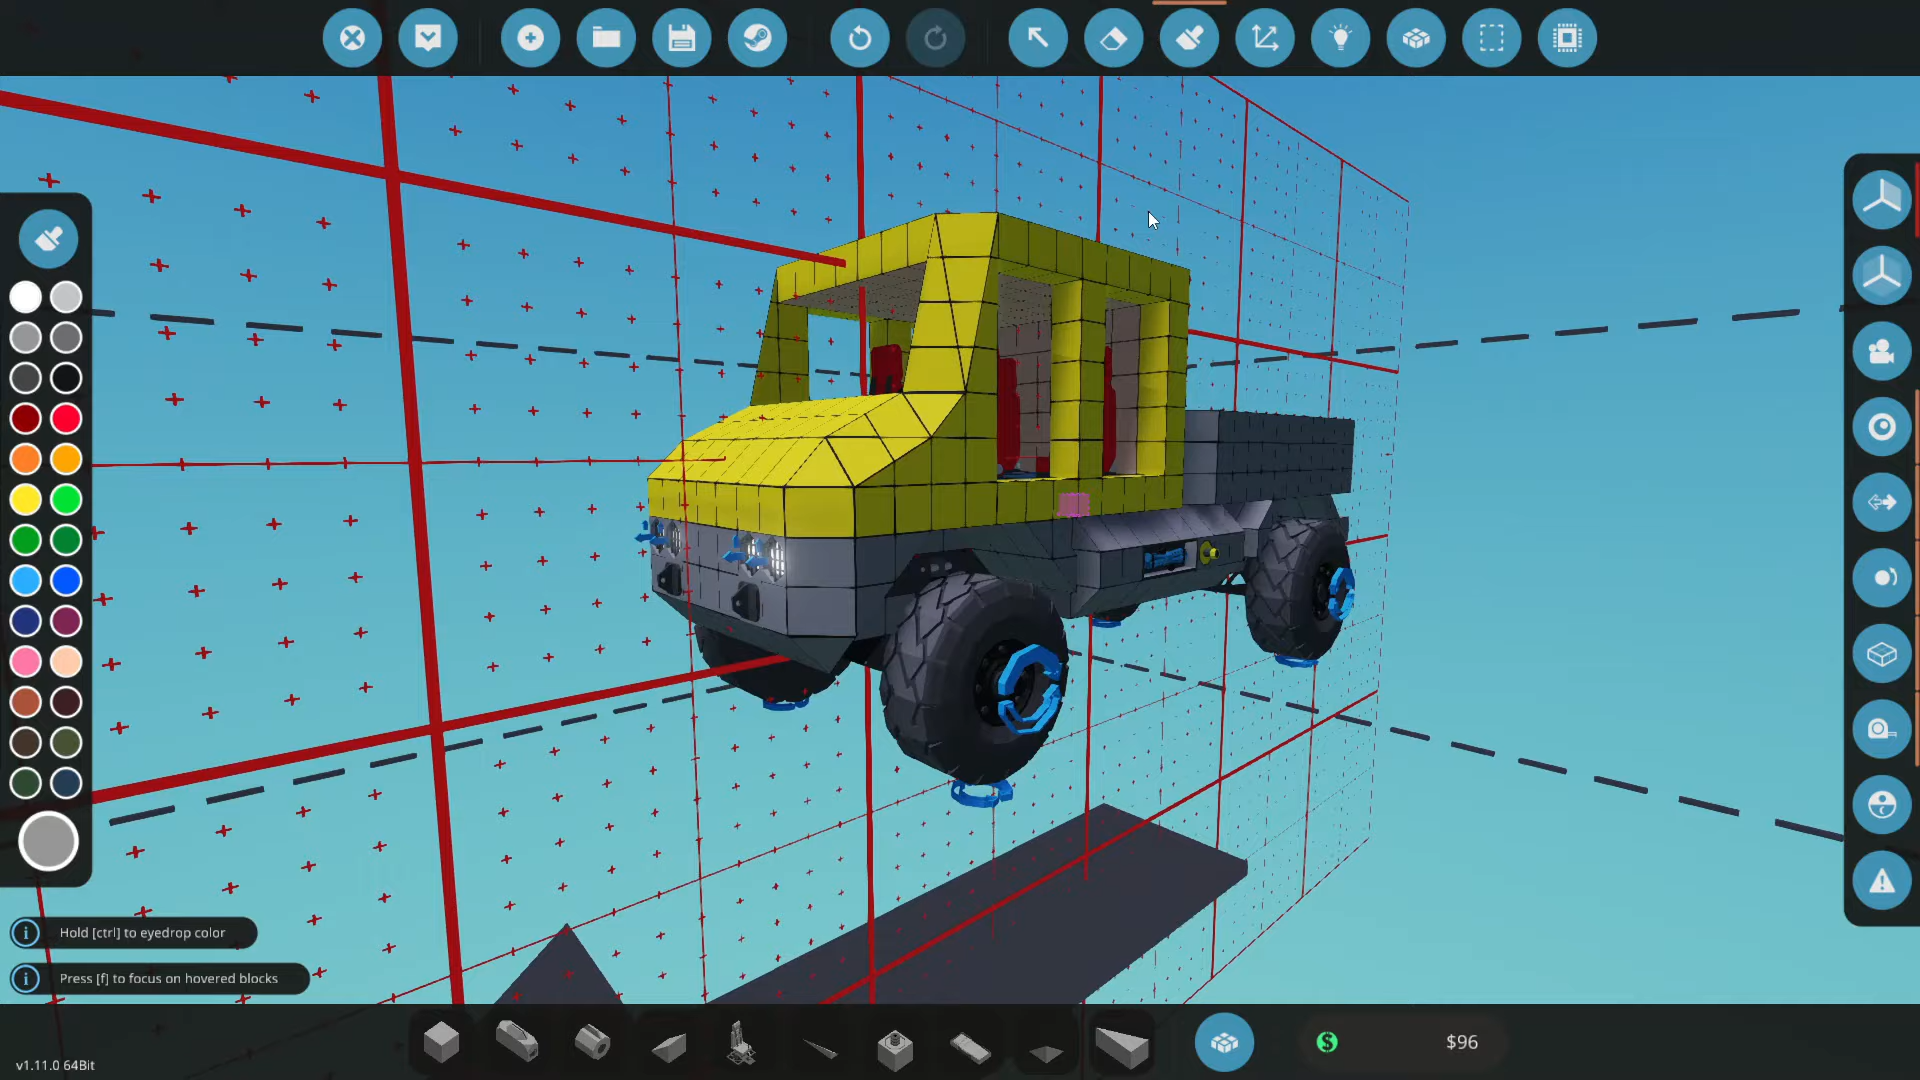 Hold [ctrl] to eyedrop color
Press [f] to focus on hovered blocks
v1.11.0 64Bit
$96